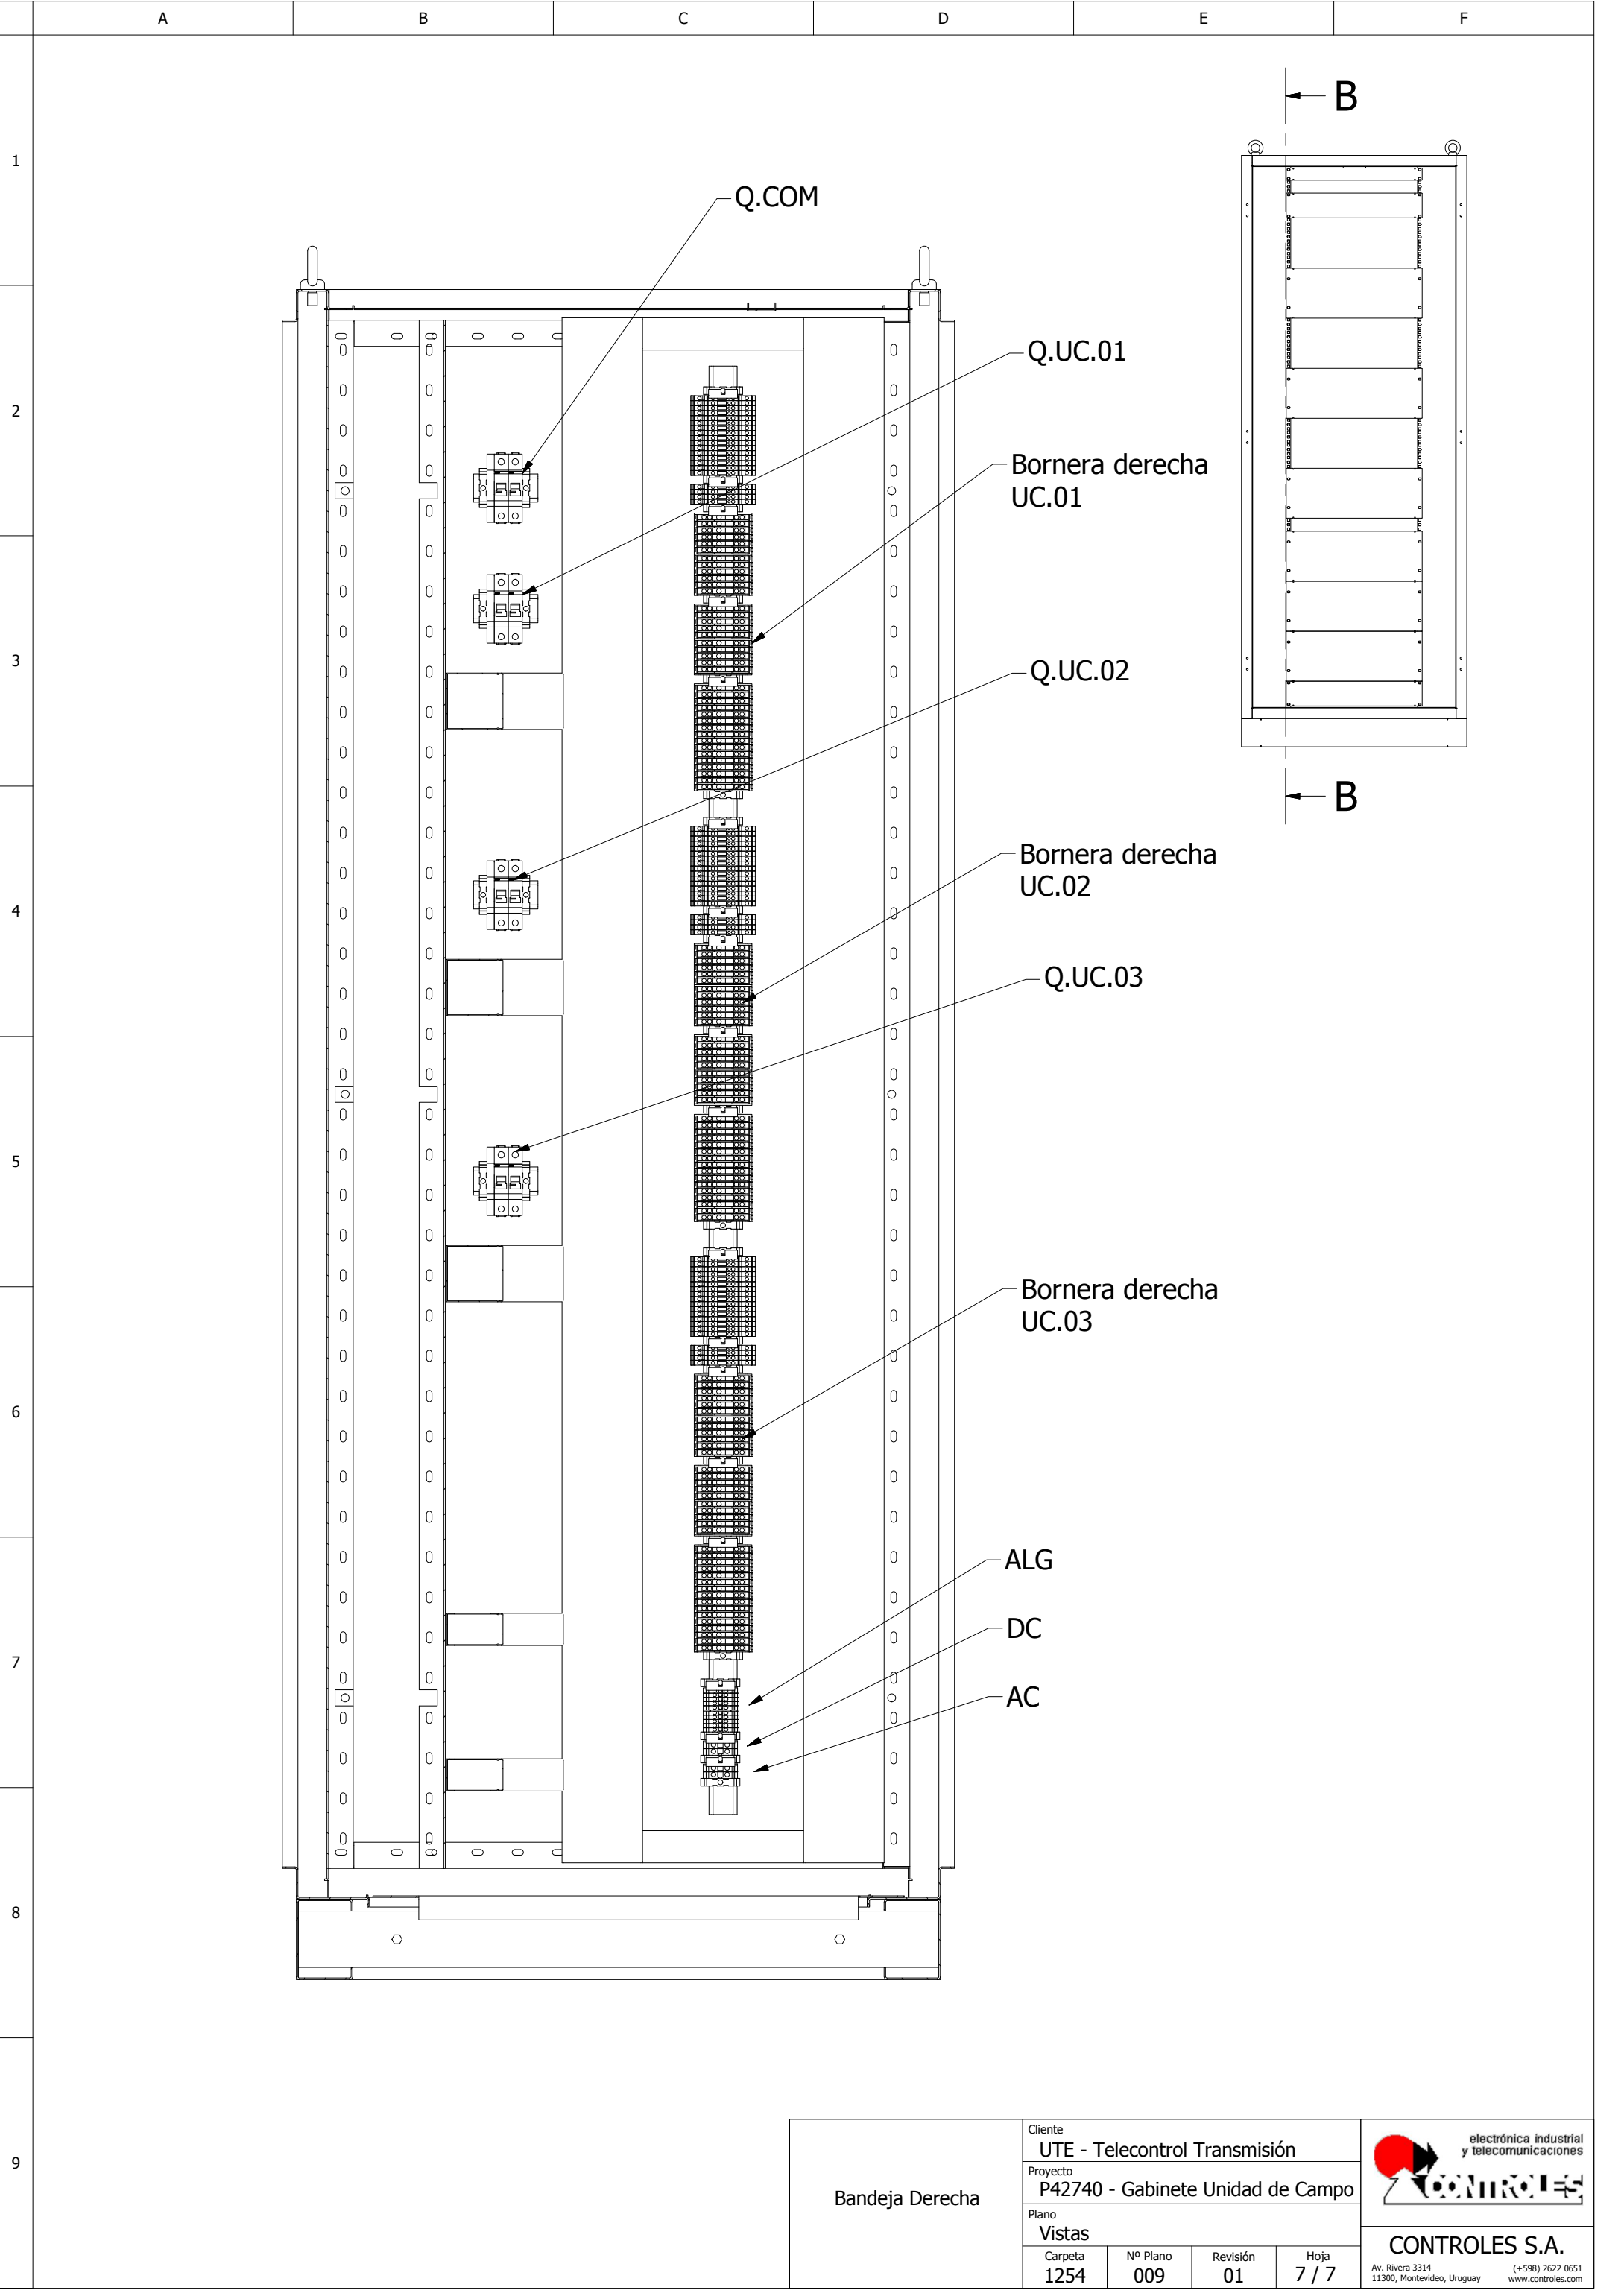 A B C D E F
1
2
3
4
5
6
7
8
9
B
B
Q.COM
Q.UC.01
Bornera derecha
UC.01
Q.UC.02
Bornera derecha
UC.02
Q.UC.03
Bornera derecha
UC.03
ALG
DC
AC
Bandeja Derecha
Cliente
UTE - Telecontrol Transmisión
Proyecto
P42740 - Gabinete Unidad de Campo
Plano
Vistas
Carpeta Nº Plano Revisión Hoja
1254 009 01 7 / 7
electrónica industrial
y telecomunicaciones
CONTROLES
CONTROLES S.A.
Av. Rivera 3314 (+598) 2622 0651
11300, Montevideo, Uruguay www.controles.com